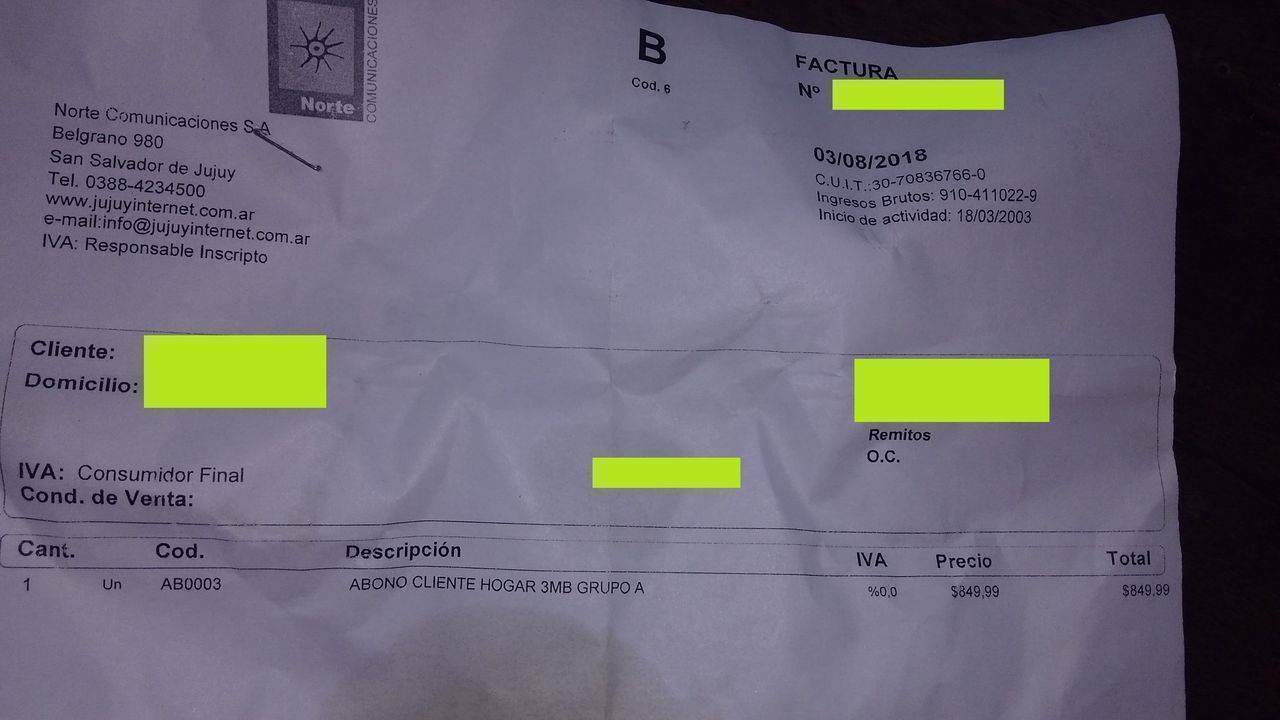 Norte
COMUNICACIONES
B
Cod. 6
FACTURA
Nº
Norte Comunicaciones S.A
Belgrano 980
San Salvador de Jujuy
Tel. 0388-4234500
www.jujuyinternet.com.ar
e-mail:info@jujuyinternet.com.ar
IVA: Responsable Inscripto
03/08/2018
C.U.I.T.:30-70836766-0
Ingresos Brutos: 910-411022-9
Inicio de actividad: 18/03/2003
Cliente:
Domicilio:
Remitos
O.C.
IVA: Consumidor Final
Cond. de Venta:
Cant. Cod. Descripción IVA Precio Total
1 Un AB0003 ABONO CLIENTE HOGAR 3MB GRUPO A %0,0 $849,99 $849,99